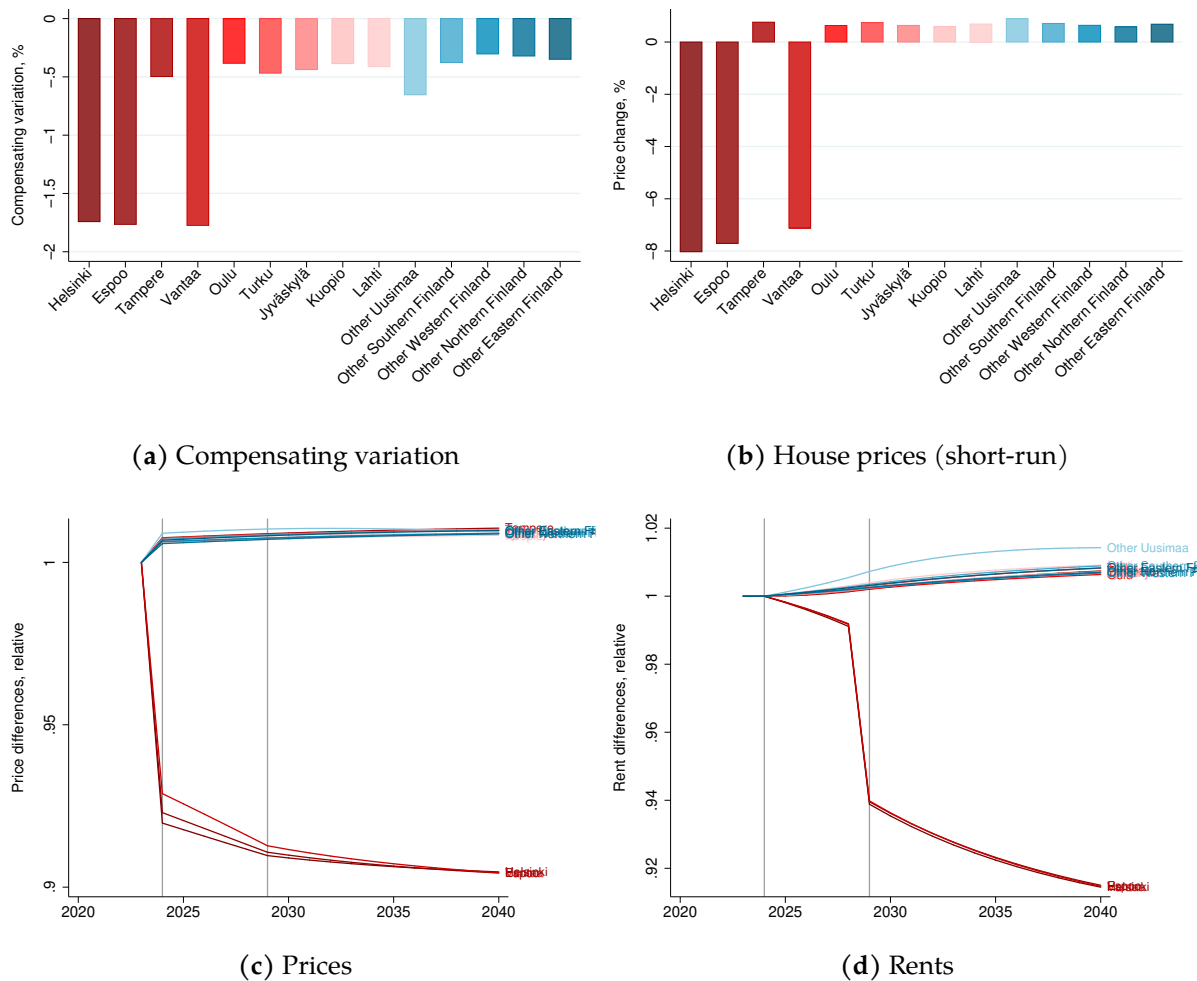 Compensating variation, %
0
-.5
-1
-1.5
-2
Helsinki
Espoo
Tampere
Vantaa
Oulu
Turku
Jyväskylä
Kuopio
Lahti
Other Uusimaa
Other Southern Finland
Other Western Finland
Other Northern Finland
Other Eastern Finland
(a) Compensating variation
Price change, %
0
-2
-4
-6
-8
Helsinki
Espoo
Tampere
Vantaa
Oulu
Turku
Jyväskylä
Kuopio
Lahti
Other Uusimaa
Other Southern Finland
Other Western Finland
Other Northern Finland
Other Eastern Finland
(b) House prices (short-run)
Price differences, relative
1
.95
.9
2020
2025
2030
2035
2040
Helsinki
(c) Prices
Rent differences, relative
1.02
1
.98
.96
.94
.92
Other Uusimaa
2020
2025
2030
2035
2040
(d) Rents